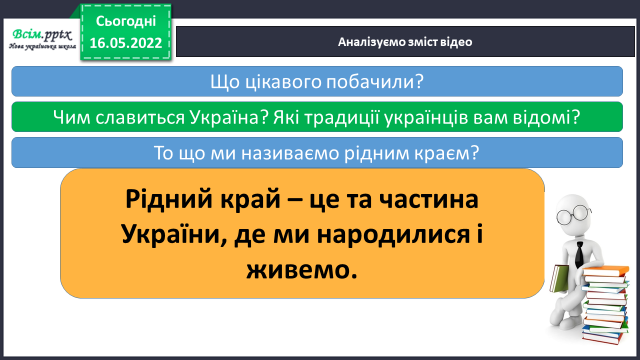 Всім.pptx
Нова українська школа
Сьогодні
16.05.2022
Аналізуємо зміст відео
Що цікавого побачили?
Чим славиться Україна? Які традиції українців вам відомі?
То що ми називаємо рідним краєм?
Рідний край – це та частина
України, де ми народилися і
живемо.